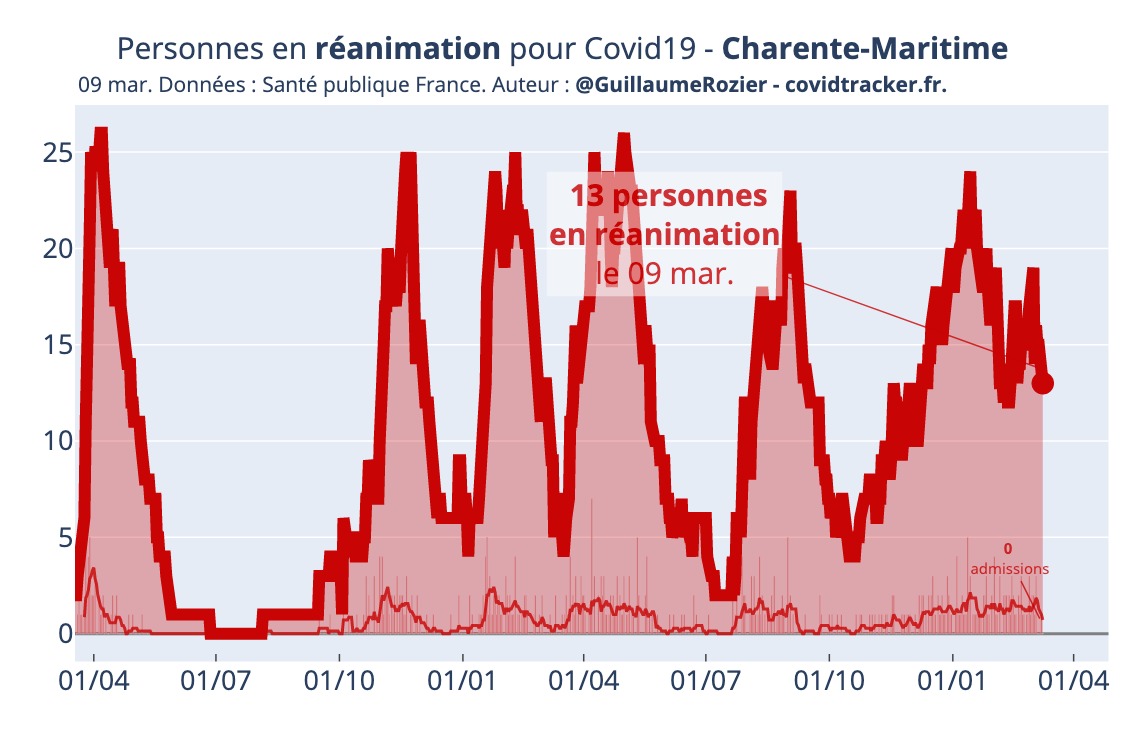 Personnes en réanimation pour Covid19 - Charente-Maritime
09 mar. Données : Santé publique France. Auteur : @GuillaumeRozier - covidtracker.fr.
25
20
15
10
5
0
13 personnes
en réanimation
le 09 mar.
0
admissions
01/04 01/07 01/10 01/01 01/04 01/07 01/10 01/01 01/04